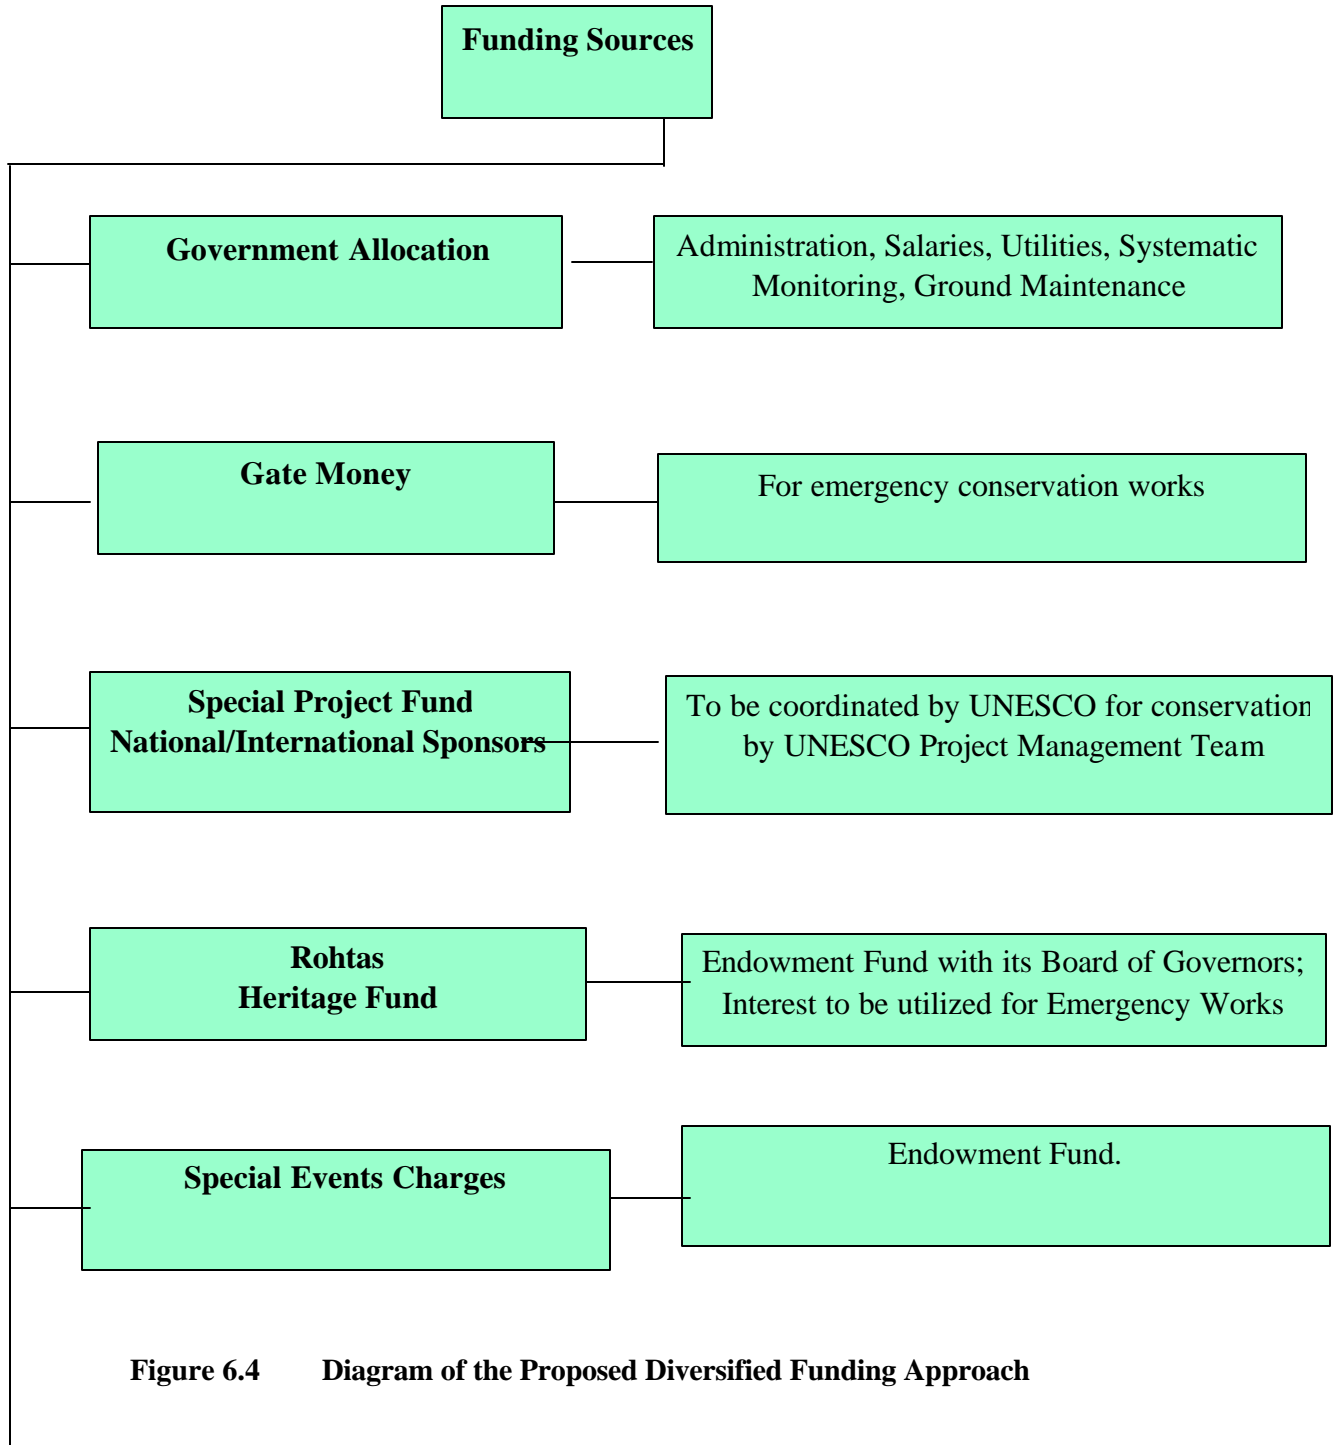 Funding Sources
Government Allocation
Administration, Salaries, Utilities, Systematic
Monitoring, Ground Maintenance
Gate Money
For emergency conservation works
Special Project Fund
National/International Sponsors
To be coordinated by UNESCO for conservation
by UNESCO Project Management Team
Rohtas
Heritage Fund
Endowment Fund with its Board of Governors;
Interest to be utilized for Emergency Works
Special Events Charges
Endowment Fund.
Figure 6.4 Diagram of the Proposed Diversified Funding Approach